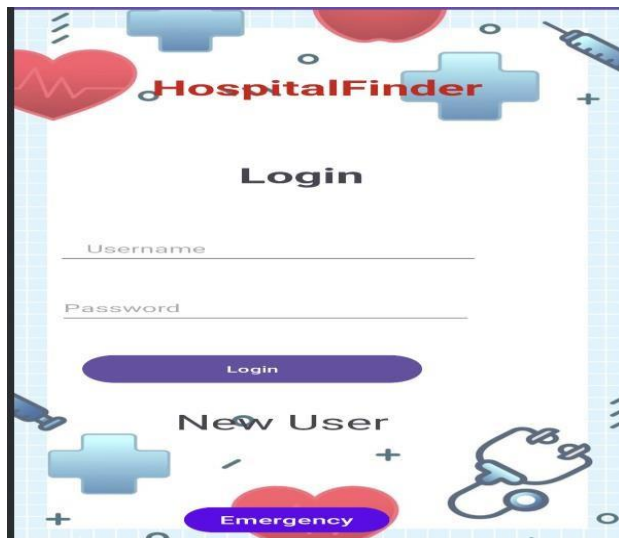 HospitalFinder
Login
Username
Password
Login
New User
Emergency